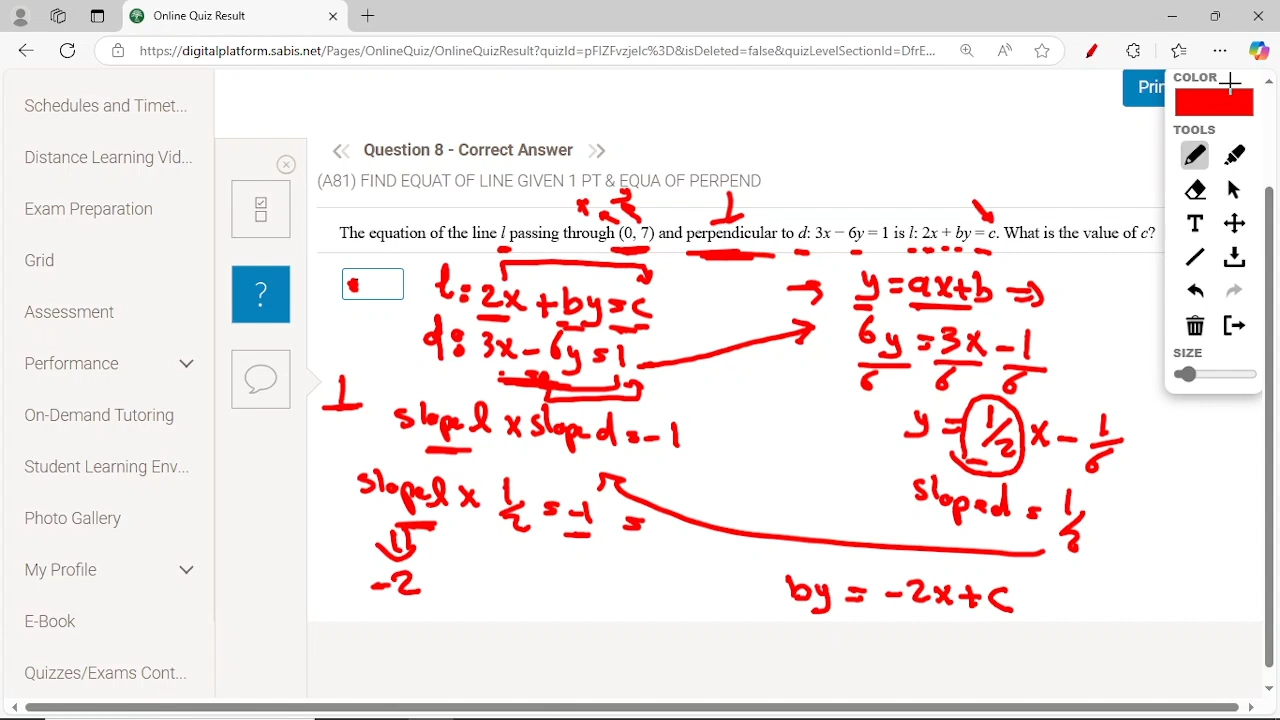 Online Quiz Result
https://digitalplatform.sabis.net/Pages/OnlineQuiz/OnlineQuizResult?quizId=pFIZFvzjeIc%3D&isDeleted=false&quizLevelSectionId=DfrE...
Schedules and Timet...
Distance Learning Vid...
Exam Preparation
Grid
Assessment
Performance
On-Demand Tutoring
Student Learning Env...
Photo Gallery
My Profile
E-Book
Quizzes/Exams Cont...
Prin
Question 8 - Correct Answer
(A81) FIND EQUAT OF LINE GIVEN 1 PT & EQUA OF PERPEND
x y ⊥
The equation of the line l passing through (0, 7) and perpendicular to d: 3x − 6y = 1 is l: 2x + by = c. What is the value of c?
l: 2x + by = c
d: 3x - 6y = 1
⊥
slope l x slope d = -1
slope l x 1/2 = -1 =
-2
→ y = ax + b ⇒
6y/6 = 3x/6 - 1/6
y = 1/2 x - 1/6
slope d = 1/2
by = -2x + c
COLOR
TOOLS
T
SIZE